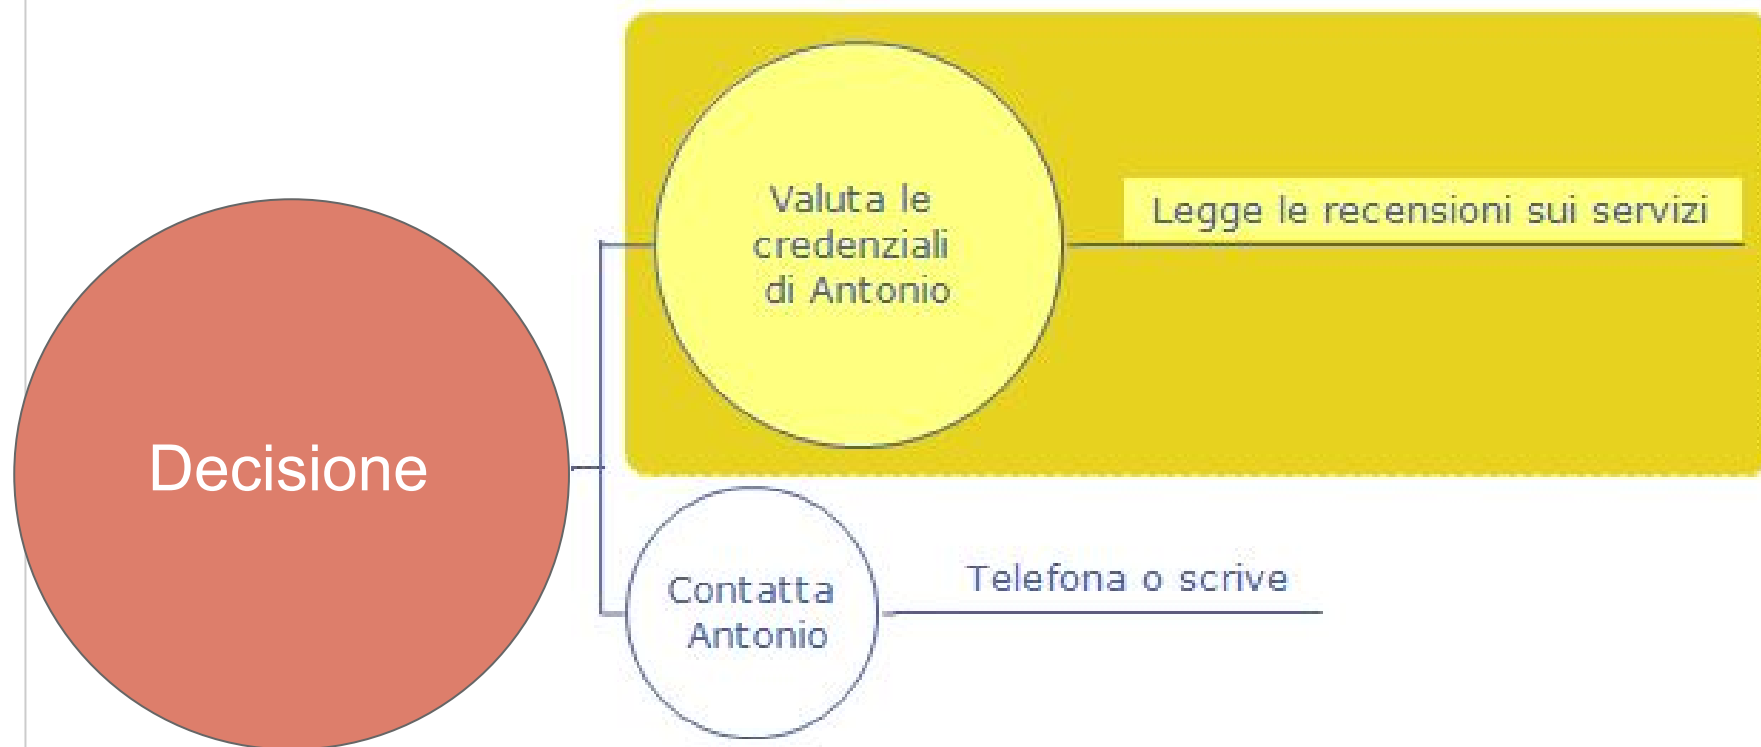 Decisione
Valuta le
credenziali
di Antonio
Legge le recensioni sui servizi
Contatta
Antonio
Telefona o scrive